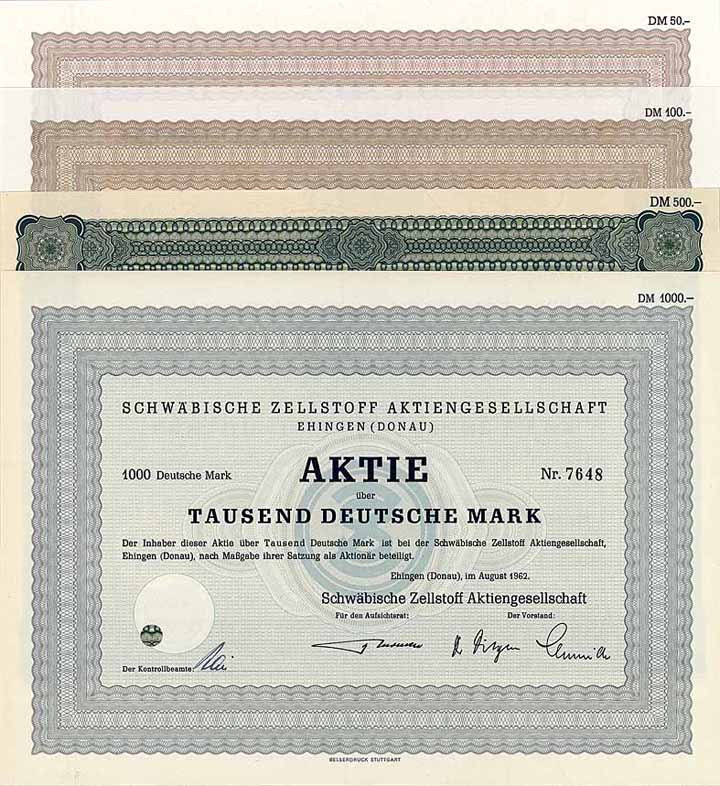 DM 50.–
DM 100.–
DM 500.–
DM 1000.–
SCHWÄBISCHE ZELLSTOFF AKTIENGESELLSCHAFT
EHINGEN (DONAU)
1000 Deutsche Mark AKTIE Nr. 7648
über
TAUSEND DEUTSCHE MARK
Der Inhaber dieser Aktie über Tausend Deutsche Mark ist bei der Schwäbische Zellstoff Aktiengesellschaft,
Ehingen (Donau), nach Maßgabe ihrer Satzung als Aktionär beteiligt.
Ehingen (Donau), im August 1962.
Schwäbische Zellstoff Aktiengesellschaft
Für den Aufsichtsrat: Der Vorstand:
Der Kontrollbeamte:
BELSERDRUCK STUTTGART